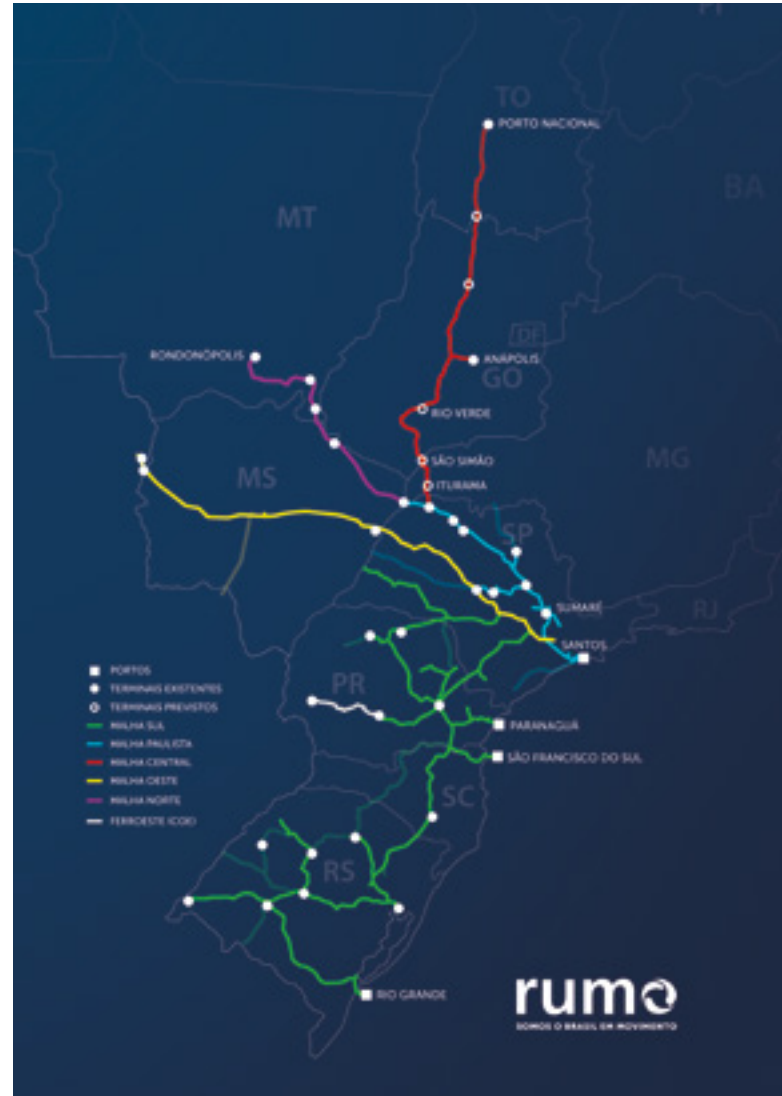 PI
TO
PORTO NACIONAL
BA
MT
DF
RONDONÓPOLIS
ANÁPOLIS
GO
RIO VERDE
MG
SÃO SIMÃO
MS
ITURAMA
SP
SUMARÉ
RJ
SANTOS
PORTOS
TERMINAIS EXISTENTES
TERMINAIS PREVISTOS
MALHA SUL
MALHA PAULISTA
MALHA CENTRAL
MALHA OESTE
MALHA NORTE
FERROESTE (COE)
PR
PARANAGUÁ
SÃO FRANCISCO DO SUL
SC
RS
RIO GRANDE
rumo
SOMOS O BRASIL EM MOVIMENTO